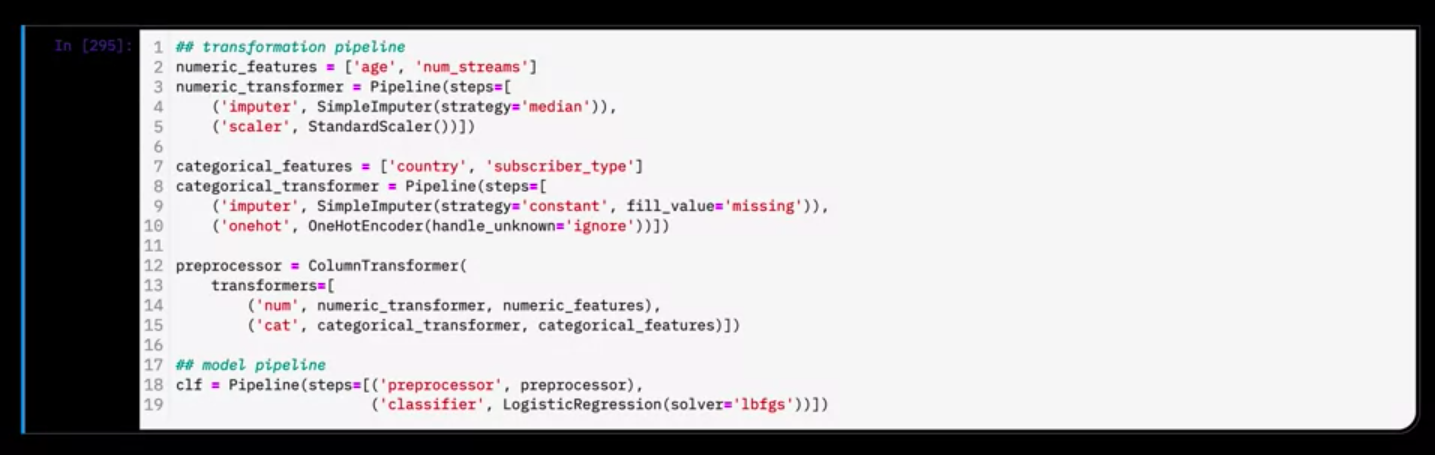 In [295]:
1 ## transformation pipeline
2 numeric_features = ['age', 'num_streams']
3 numeric_transformer = Pipeline(steps=[
4     ('imputer', SimpleImputer(strategy='median')),
5     ('scaler', StandardScaler())])
6
7 categorical_features = ['country', 'subscriber_type']
8 categorical_transformer = Pipeline(steps=[
9     ('imputer', SimpleImputer(strategy='constant', fill_value='missing')),
10     ('onehot', OneHotEncoder(handle_unknown='ignore'))])
11
12 preprocessor = ColumnTransformer(
13     transformers=[
14         ('num', numeric_transformer, numeric_features),
15         ('cat', categorical_transformer, categorical_features)])
16
17 ## model pipeline
18 clf = Pipeline(steps=[('preprocessor', preprocessor),
19                       ('classifier', LogisticRegression(solver='lbfgs'))])